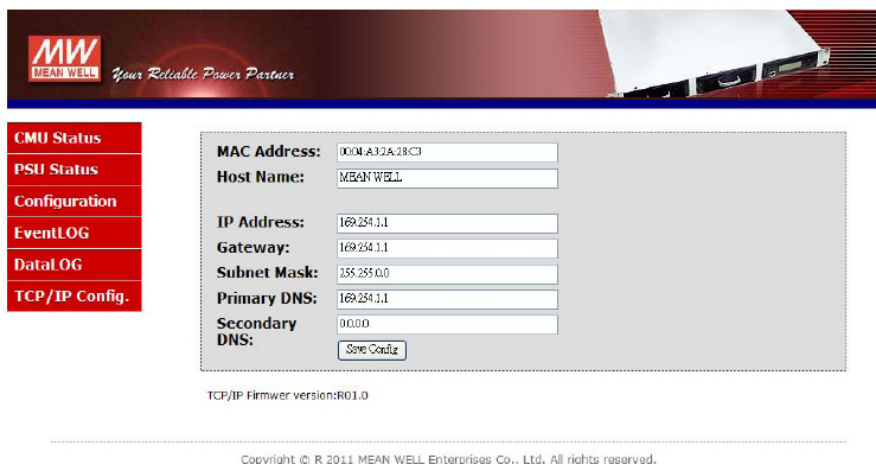 MW
MEAN WELL
Your Reliable Power Partner
CMU Status
PSU Status
Configuration
EventLOG
DataLOG
TCP/IP Config.
MAC Address: 00:04:A3:2A:28:C3
Host Name: MEAN WELL
IP Address: 169.254.1.1
Gateway: 169.254.1.1
Subnet Mask: 255.255.0.0
Primary DNS: 169.254.1.1
Secondary DNS: 0.0.0.0
Save Config
TCP/IP Firmwer version:R01.0
Copyright © R 2011 MEAN WELL Enterprises Co., Ltd. All rights reserved.